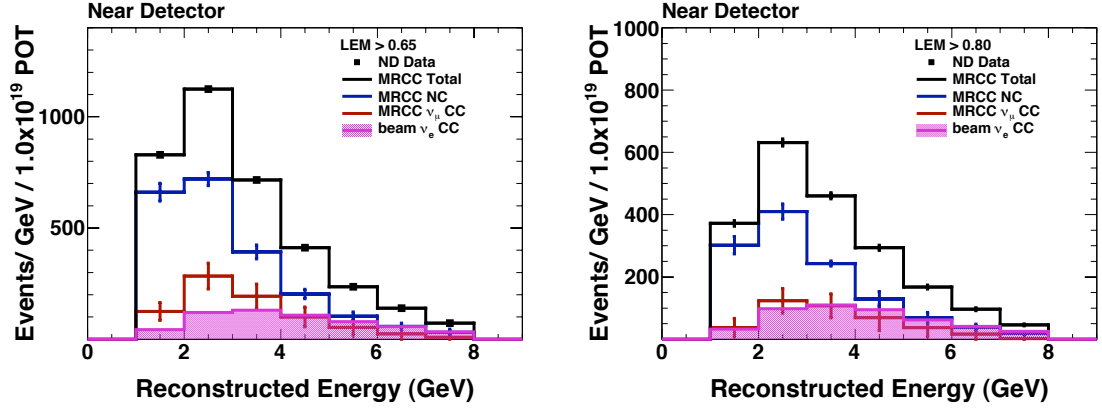 Near Detector
LEM > 0.65
ND Data
MRCC Total
MRCC NC
MRCC νμ CC
beam νe CC
Events/ GeV / 1.0x10¹⁹ POT
1000
500
0 2 4 6 8
Reconstructed Energy (GeV)
Near Detector
LEM > 0.80
ND Data
MRCC Total
MRCC NC
MRCC νμ CC
beam νe CC
Events/ GeV / 1.0x10¹⁹ POT
1000
800
600
400
200
0 2 4 6 8
Reconstructed Energy (GeV)